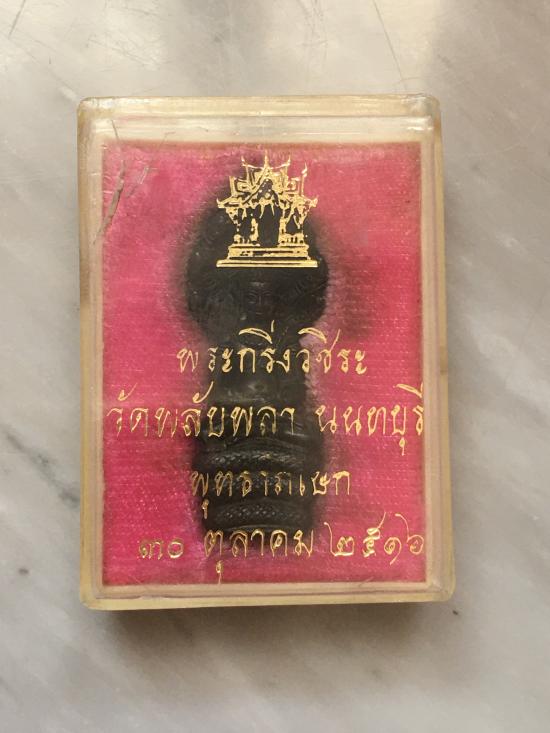 พระกริ่งวชิระ
วัดพลับพลา นนทบุรี
พุทธาภิเษก
๓๐ ตุลาคม ๒๕๑๖